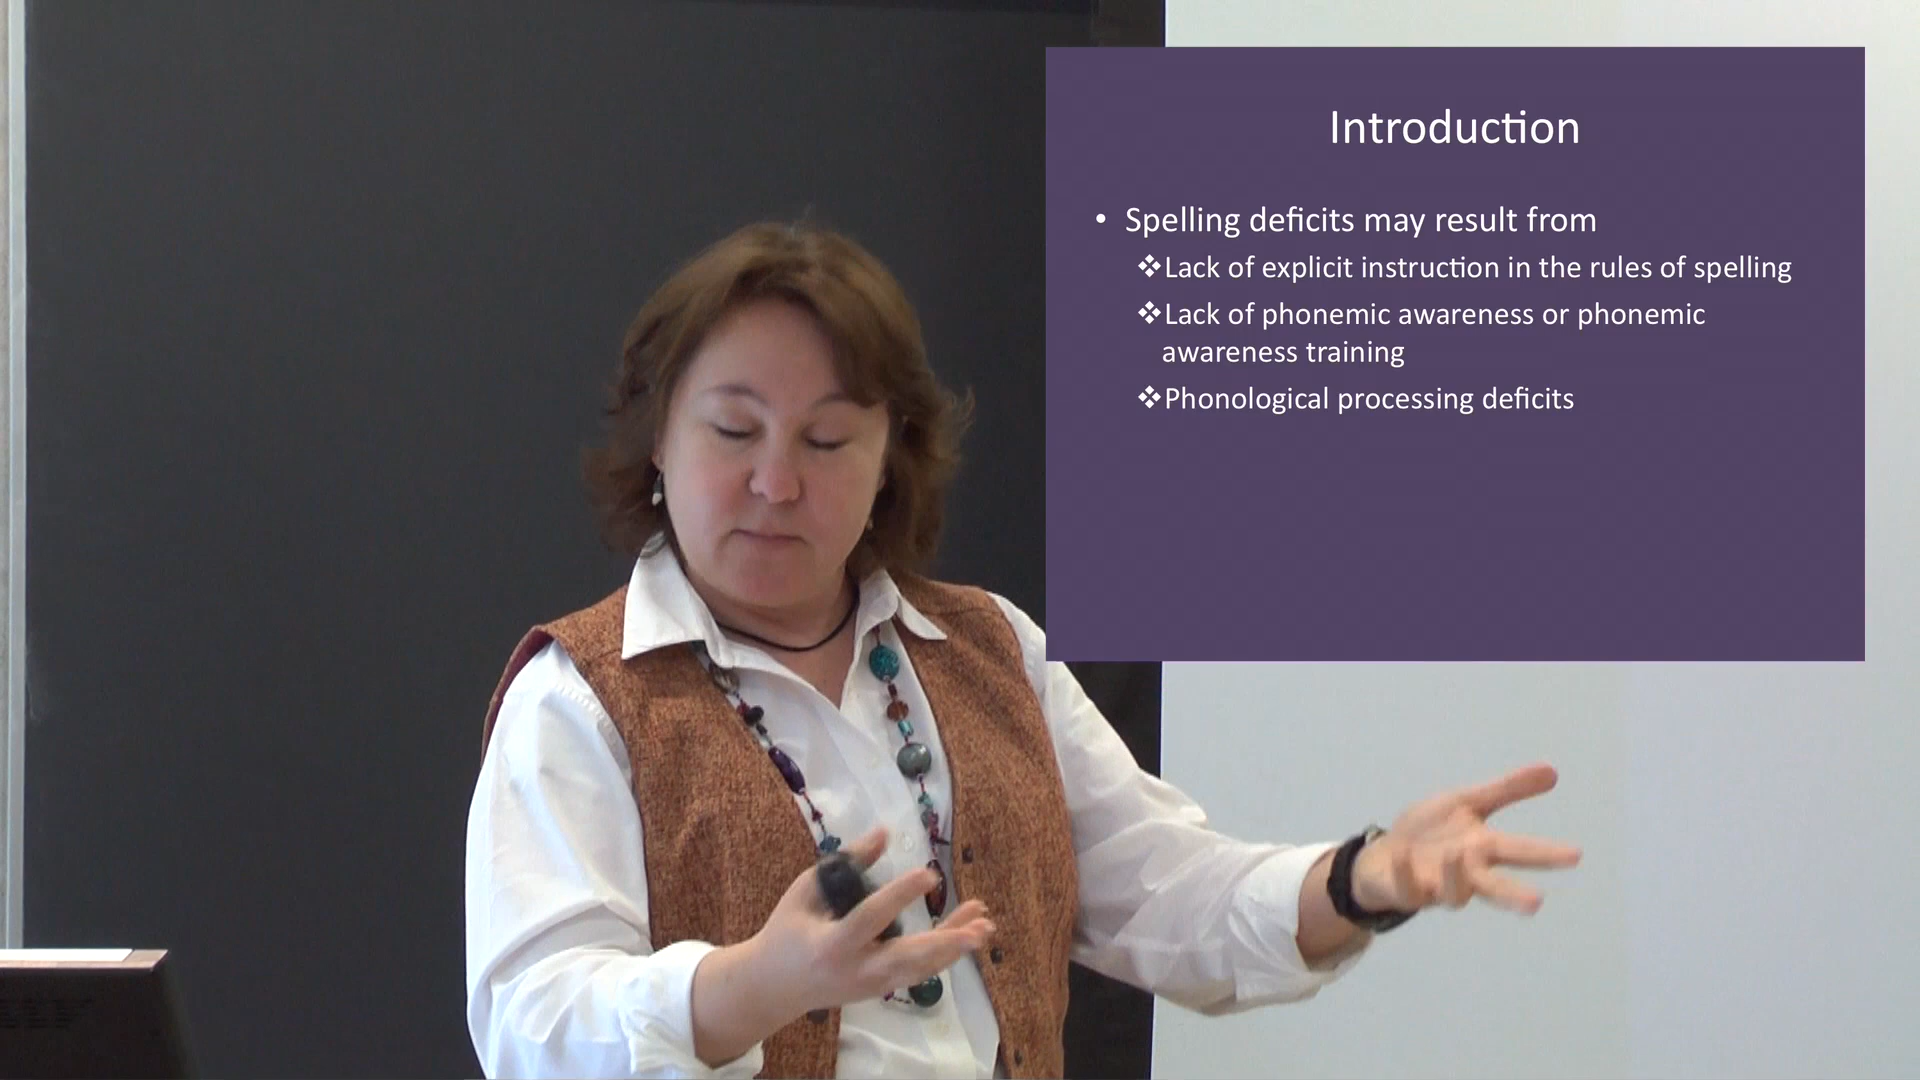 Introduction
• Spelling deficits may result from
❖Lack of explicit instruction in the rules of spelling
❖Lack of phonemic awareness or phonemic
awareness training
❖Phonological processing deficits